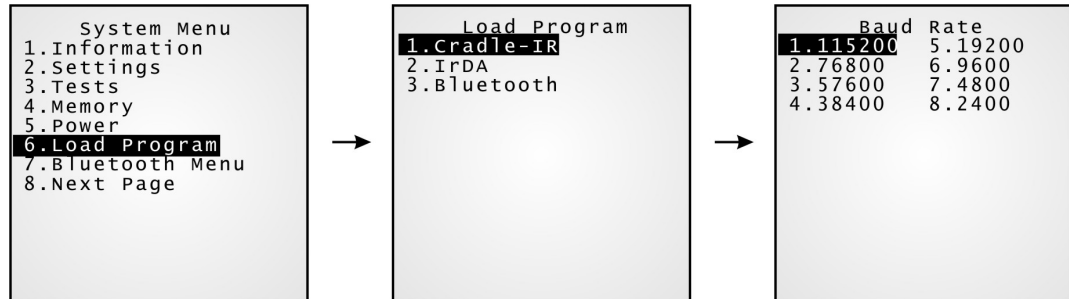 System Menu
1.Information
2.Settings
3.Tests
4.Memory
5.Power
6.Load Program
7.Bluetooth Menu
8.Next Page
Load Program
1.Cradle-IR
2.IrDA
3.Bluetooth
Baud Rate
1.115200 5.19200
2.76800 6.9600
3.57600 7.4800
4.38400 8.2400